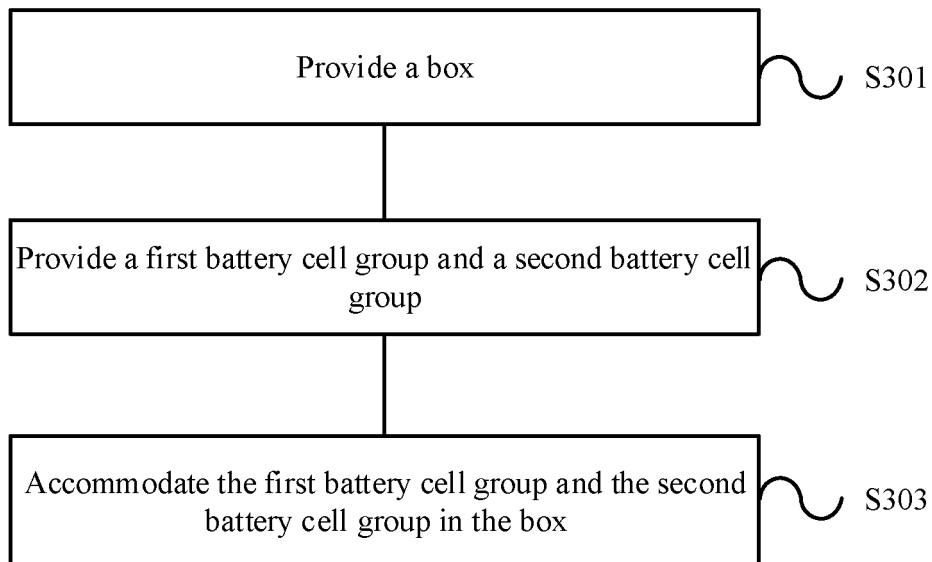 Provide a box
S301
Provide a first battery cell group and a second battery cell
group
S302
Accommodate the first battery cell group and the second
battery cell group in the box
S303